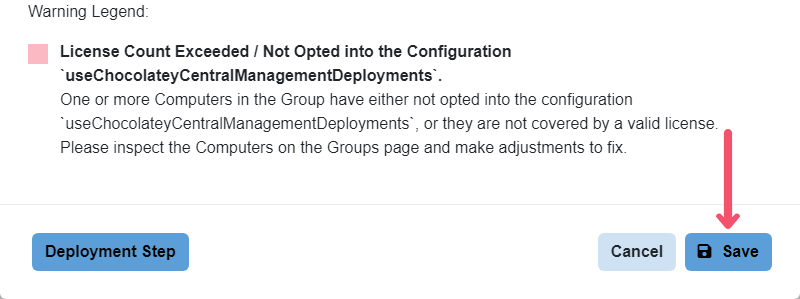 Warning Legend:
License Count Exceeded / Not Opted into the Configuration
`useChocolateyCentralManagementDeployments`.
One or more Computers in the Group have either not opted into the configuration
`useChocolateyCentralManagementDeployments`, or they are not covered by a valid license.
Please inspect the Computers on the Groups page and make adjustments to fix.
Deployment Step
Cancel
Save